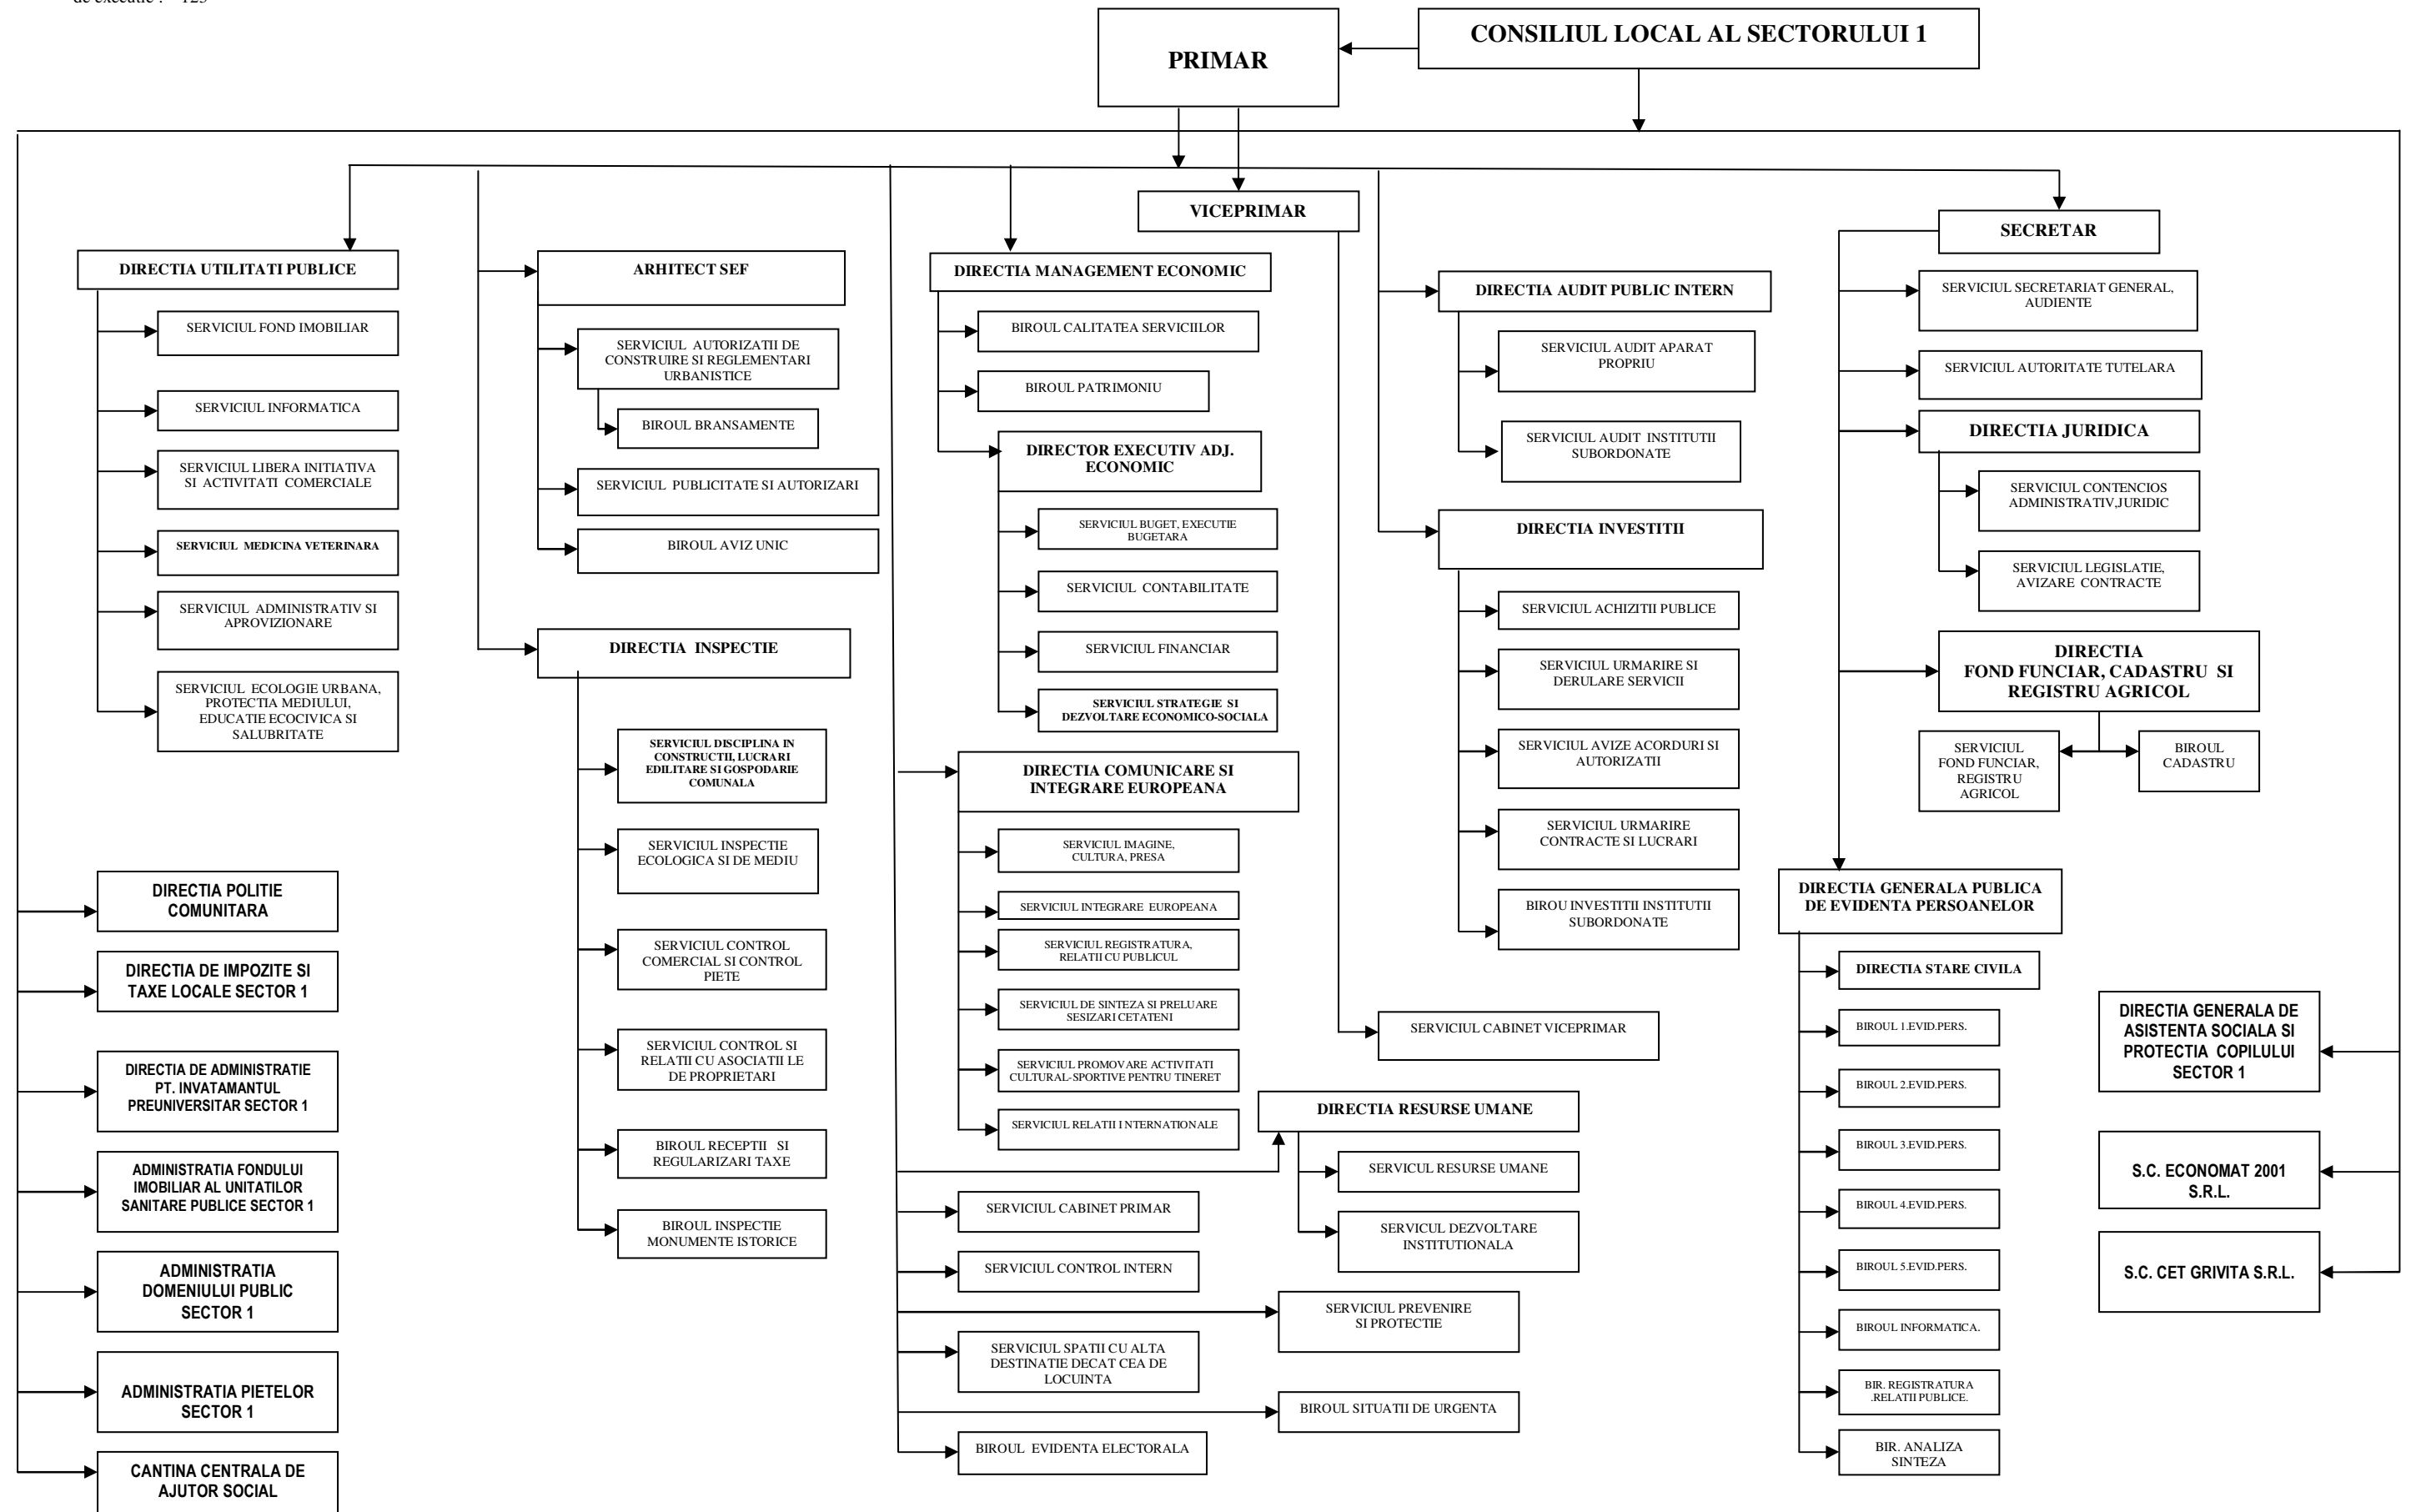 de executie : 123
PRIMAR
CONSILIUL LOCAL AL SECTORULUI 1
VICEPRIMAR
SECRETAR
DIRECTIA UTILITATI PUBLICE
SERVICIUL FOND IMOBILIAR
SERVICIUL INFORMATICA
SERVICIUL LIBERA INITIATIVA
SI ACTIVITATI COMERCIALE
SERVICIUL MEDICINA VETERINARA
SERVICIUL ADMINISTRATIV SI
APROVIZIONARE
SERVICIUL ECOLOGIE URBANA,
PROTECTIA MEDIULUI,
EDUCATIE ECOCIVICA SI
SALUBRITATE
DIRECTIA POLITIE
COMUNITARA
DIRECTIA DE IMPOZITE SI
TAXE LOCALE SECTOR 1
DIRECTIA DE ADMINISTRATIE
PT. INVATAMANTUL
PREUNIVERSITAR SECTOR 1
ADMINISTRATIA FONDULUI
IMOBILIAR AL UNITATILOR
SANITARE PUBLICE SECTOR 1
ADMINISTRATIA
DOMENIULUI PUBLIC
SECTOR 1
ADMINISTRATIA PIETELOR
SECTOR 1
CANTINA CENTRALA DE
AJUTOR SOCIAL
ARHITECT SEF
SERVICIUL AUTORIZATII DE
CONSTRUIRE SI REGLEMENTARI
URBANISTICE
BIROUL BRANSAMENTE
SERVICIUL PUBLICITATE SI AUTORIZARI
BIROUL AVIZ UNIC
DIRECTIA INSPECTIE
SERVICIUL DISCIPLINA IN
CONSTRUCTII, LUCRARI
EDILITARE SI GOSPODARIE
COMUNALA
SERVICIUL INSPECTIE
ECOLOGICA SI DE MEDIU
SERVICIUL CONTROL
COMERCIAL SI CONTROL
PIETE
SERVICIUL CONTROL SI
RELATII CU ASOCIATII LE
DE PROPRIETARI
BIROUL RECEPTII SI
REGULARIZARI TAXE
BIROUL INSPECTIE
MONUMENTE ISTORICE
DIRECTIA MANAGEMENT ECONOMIC
BIROUL CALITATEA SERVICIILOR
BIROUL PATRIMONIU
DIRECTOR EXECUTIV ADJ.
ECONOMIC
SERVICIUL BUGET, EXECUTIE
BUGETARA
SERVICIUL CONTABILITATE
SERVICIUL FINANCIAR
SERVICIUL STRATEGIE SI
DEZVOLTARE ECONOMICO-SOCIALA
DIRECTIA COMUNICARE SI
INTEGRARE EUROPEANA
SERVICIUL IMAGINE,
CULTURA, PRESA
SERVICIUL INTEGRARE EUROPEANA
SERVICIUL REGISTRATURA,
RELATII CU PUBLICUL
SERVICIUL DE SINTEZA SI PRELUARE
SESIZARI CETATENI
SERVICIUL PROMOVARE ACTIVITATI
CULTURAL-SPORTIVE PENTRU TINERET
SERVICIUL RELATII I NTERNATIONALE
SERVICIUL CABINET PRIMAR
SERVICIUL CONTROL INTERN
SERVICIUL SPATII CU ALTA
DESTINATIE DECAT CEA DE
LOCUINTA
BIROUL EVIDENTA ELECTORALA
DIRECTIA RESURSE UMANE
SERVICUL RESURSE UMANE
SERVICUL DEZVOLTARE
INSTITUTIONALA
SERVICIUL PREVENIRE
SI PROTECTIE
BIROUL SITUATII DE URGENTA
DIRECTIA AUDIT PUBLIC INTERN
SERVICIUL AUDIT APARAT
PROPRIU
SERVICIUL AUDIT INSTITUTII
SUBORDONATE
DIRECTIA INVESTITII
SERVICIUL ACHIZITII PUBLICE
SERVICIUL URMARIRE SI
DERULARE SERVICII
SERVICIUL AVIZE ACORDURI SI
AUTORIZATII
SERVICIUL URMARIRE
CONTRACTE SI LUCRARI
BIROU INVESTITII INSTITUTII
SUBORDONATE
SERVICIUL CABINET VICEPRIMAR
SERVICIUL SECRETARIAT GENERAL,
AUDIENTE
SERVICIUL AUTORITATE TUTELARA
DIRECTIA JURIDICA
SERVICIUL CONTENCIOS
ADMINISTRATIV,JURIDIC
SERVICIUL LEGISLATIE,
AVIZARE CONTRACTE
DIRECTIA
FOND FUNCIAR, CADASTRU SI
REGISTRU AGRICOL
SERVICIUL
FOND FUNCIAR,
REGISTRU
AGRICOL
BIROUL
CADASTRU
DIRECTIA GENERALA PUBLICA
DE EVIDENTA PERSOANELOR
DIRECTIA STARE CIVILA
BIROUL 1.EVID.PERS.
BIROUL 2.EVID.PERS.
BIROUL 3.EVID.PERS.
BIROUL 4.EVID.PERS.
BIROUL 5.EVID.PERS.
BIROUL INFORMATICA.
BIR. REGISTRATURA
.RELATII PUBLICE.
BIR. ANALIZA
SINTEZA
DIRECTIA GENERALA DE
ASISTENTA SOCIALA SI
PROTECTIA COPILULUI
SECTOR 1
S.C. ECONOMAT 2001
S.R.L.
S.C. CET GRIVITA S.R.L.